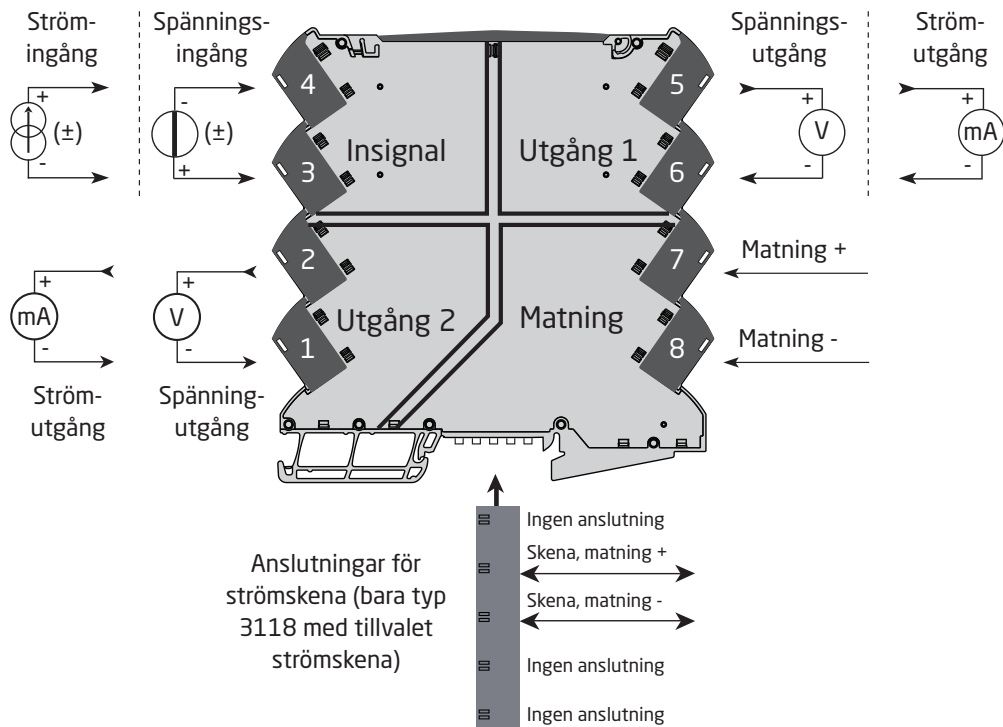 Ström-
ingång
Spännings-
ingång
Spännings-
utgång
Ström-
utgång
+
(±)
-
-
(±)
+
4
3
Insignal
Utgång 1
5
6
+
V
-
+
mA
-
+
mA
-
+
V
-
2
1
Utgång 2
Matning
7
8
Matning +
Matning -
Ström-
utgång
Spänning-
utgång
Anslutningar för
strömskena (bara typ
3118 med tillvalet
strömskena)
Ingen anslutning
Skena, matning +
Skena, matning -
Ingen anslutning
Ingen anslutning